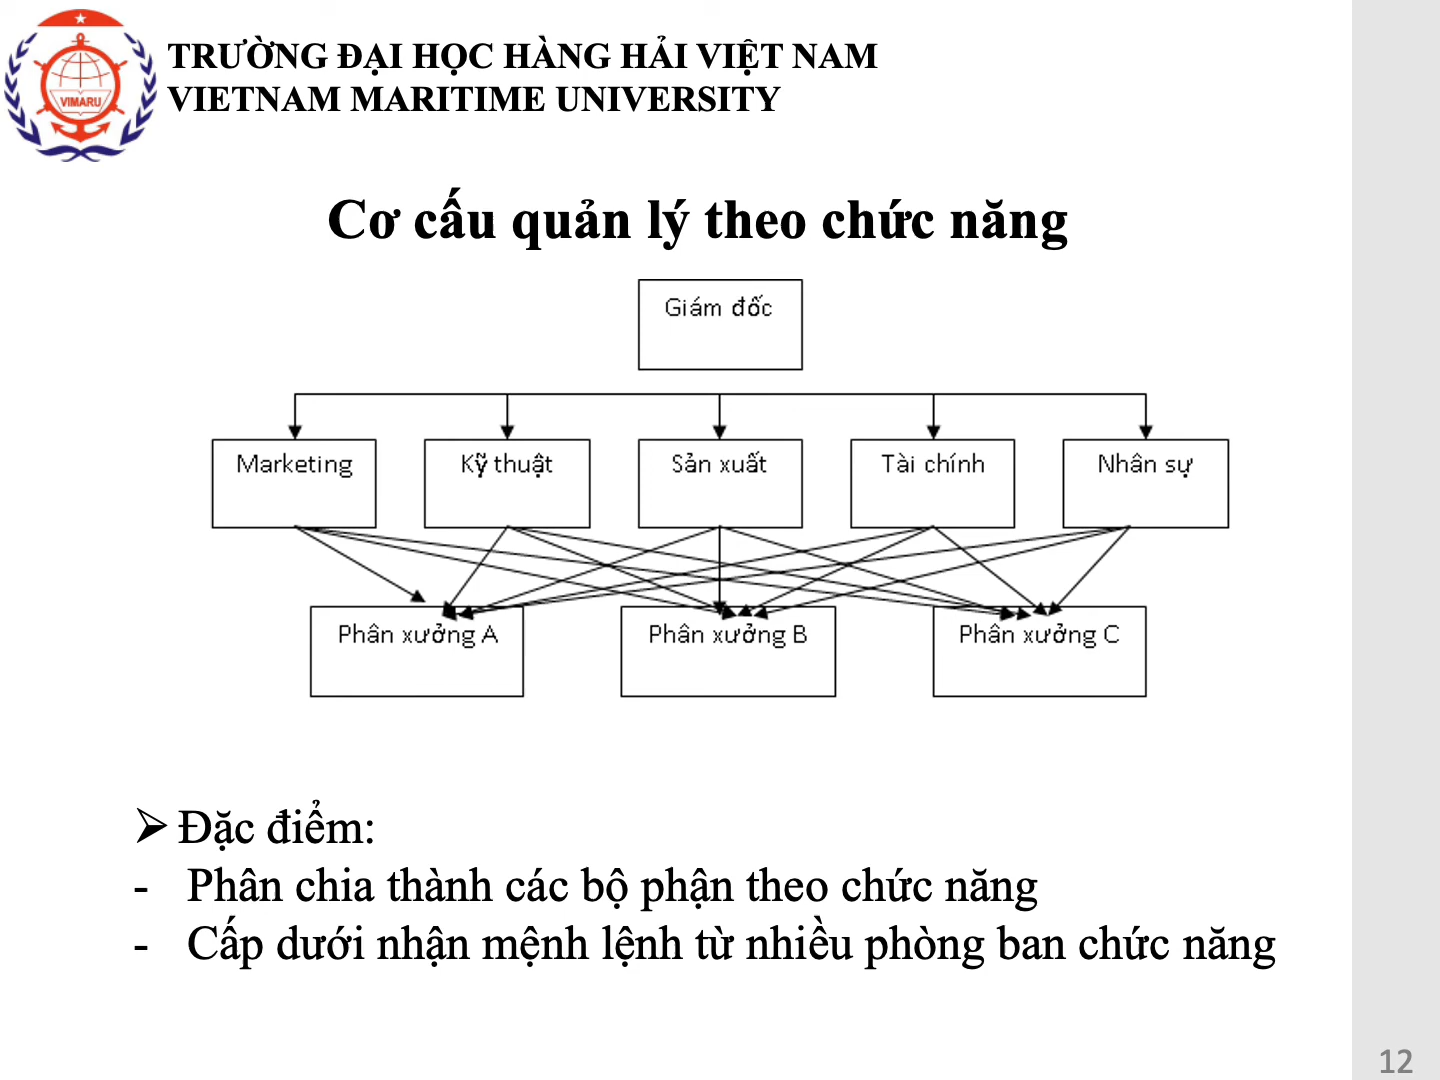 VIMARU
TRƯỜNG ĐẠI HỌC HÀNG HẢI VIỆT NAM
VIETNAM MARITIME UNIVERSITY
Cơ cấu quản lý theo chức năng
Giám đốc
Marketing
Kỹ thuật
Sản xuất
Tài chính
Nhân sự
Phân xưởng A
Phân xưởng B
Phân xưởng C
➢ Đặc điểm:
- Phân chia thành các bộ phận theo chức năng
- Cấp dưới nhận mệnh lệnh từ nhiều phòng ban chức năng
12